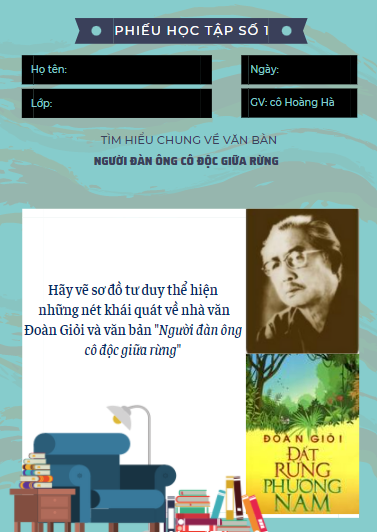 PHIẾU HỌC TẬP SỐ 1
Họ tên:
Ngày:
Lớp:
GV: cô Hoàng Hà
TÌM HIỂU CHUNG VỀ VĂN BẢN
NGƯỜI ĐÀN ÔNG CÔ ĐỘC GIỮA RỪNG
Hãy vẽ sơ đồ tư duy thể hiện
những nét khái quát về nhà văn
Đoàn Giỏi và văn bản "Người đàn ông
cô độc giữa rừng"
ĐOÀN GIỎI
ĐẤT
RỪNG
PHƯƠNG
NAM